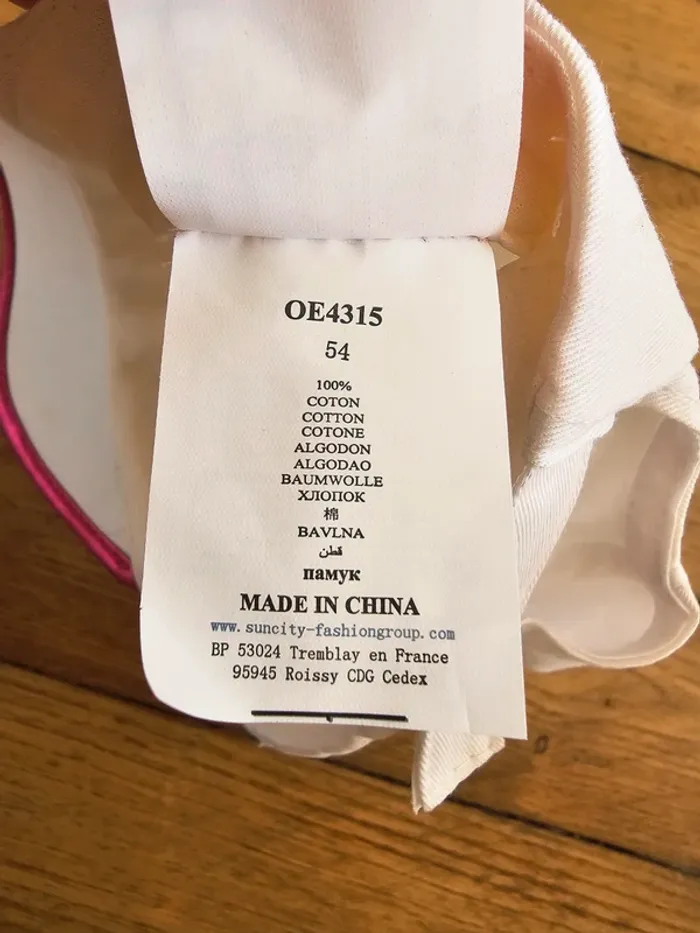 OE4315
54
100%
COTON
COTTON
COTONE
ALGODON
ALGODAO
BAUMWOLLE
ХЛОПОК
棉
BAVLNA
قطن
памук
MADE IN CHINA
www.suncity-fashiongroup.com
BP 53024 Tremblay en France
95945 Roissy CDG Cedex